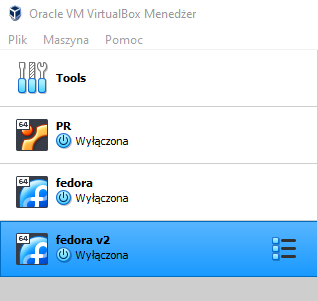 Oracle VM VirtualBox Menedżer
Plik Maszyna Pomoc
Tools
64 PR
Wyłączona
64 fedora
Wyłączona
64 fedora v2
Wyłączona